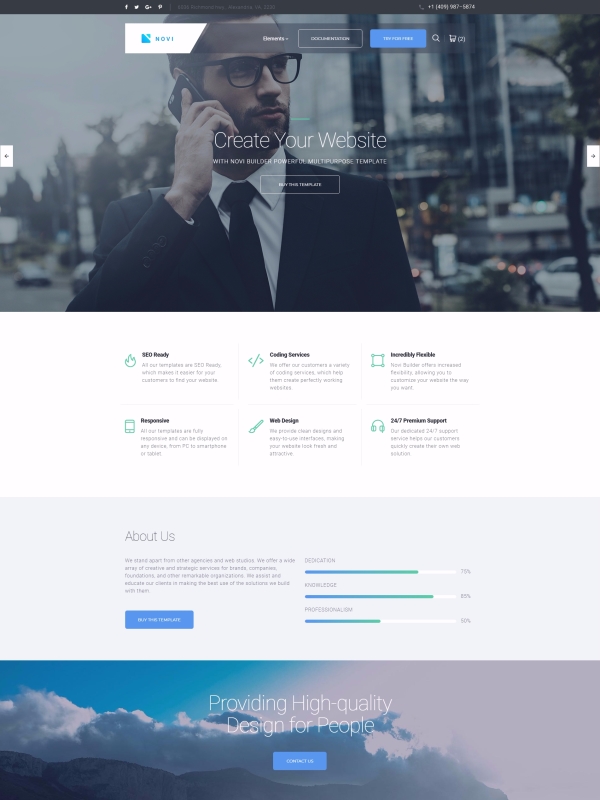 +1 (409) 987–5874
NOVI
Elements
DOCUMENTATION
TRY FOR FREE
(2)
Create Your Website
WITH NOVI BUILDER POWERFUL MULTIPURPOSE TEMPLATE
BUY THIS TEMPLATE
SEO Ready
All our templates are SEO Ready,
which makes it easier for your
customers to find your website.
Coding Services
We offer our customers a variety
of coding services, which help
them create perfectly working
websites.
Incredibly Flexible
Novi Builder offers increased
flexibility, allowing you to
customize your website the way
you want.
Responsive
All our templates are fully
responsive and can be displayed on
any device, from PC to smartphone
or tablet.
Web Design
We provide clean designs and
easy-to-use interfaces, making
your website look fresh and
attractive.
24/7 Premium Support
Our dedicated 24/7 support
service helps our customers
quickly create their own web
solution.
About Us
We stand apart from other agencies and web studios. We offer a wide
array of creative and strategic services for brands, companies,
foundations, and other remarkable organizations. We assist and
educate our clients in making the best use of the solutions we build
with them.
BUY THIS TEMPLATE
DEDICATION
75%
KNOWLEDGE
85%
PROFESSIONALISM
50%
Providing High-quality
Design for People
CONTACT US